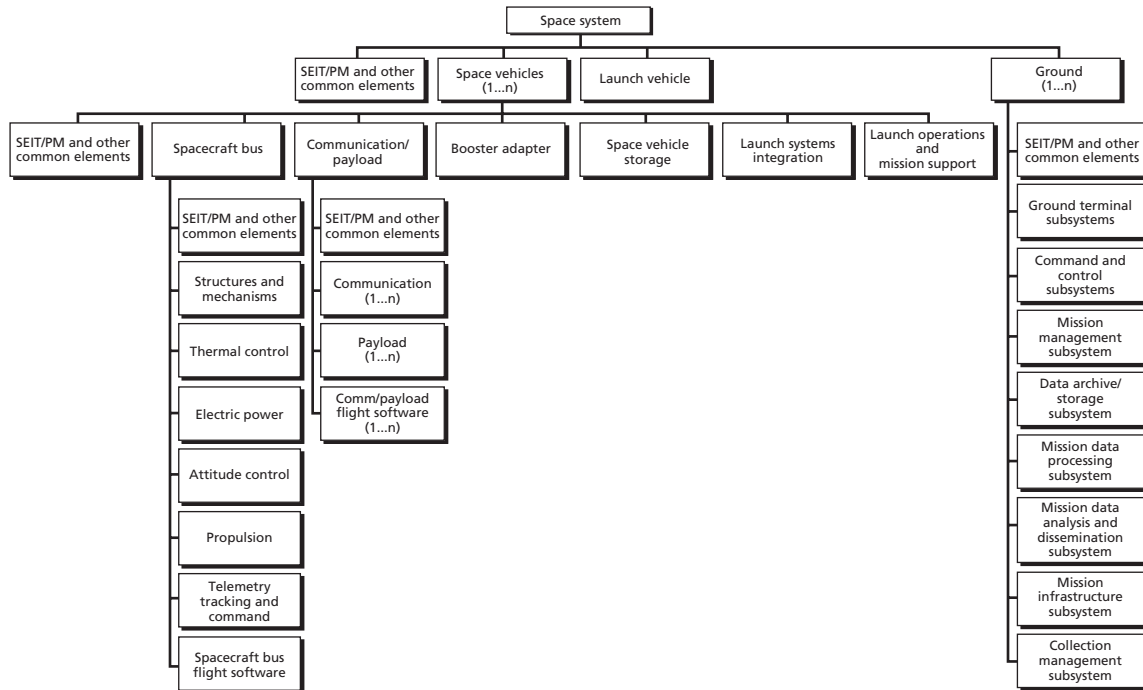 Space system
SEIT/PM and other
common elements
Space vehicles
(1...n)
Launch vehicle
Ground
(1...n)
SEIT/PM and other
common elements
Spacecraft bus
Communication/
payload
Booster adapter
Space vehicle
storage
Launch systems
integration
Launch operations
and
mission support
SEIT/PM and other
common elements
Structures and
mechanisms
Thermal control
Electric power
Attitude control
Propulsion
Telemetry
tracking and
command
Spacecraft bus
flight software
SEIT/PM and other
common elements
Communication
(1...n)
Payload
(1...n)
Comm/payload
flight software
(1...n)
SEIT/PM and other
common elements
Ground terminal
subsystems
Command and
control
subsystems
Mission
management
subsystem
Data archive/
storage
subsystem
Mission data
processing
subsystem
Mission data
analysis and
dissemination
subsystem
Mission
infrastructure
subsystem
Collection
management
subsystem